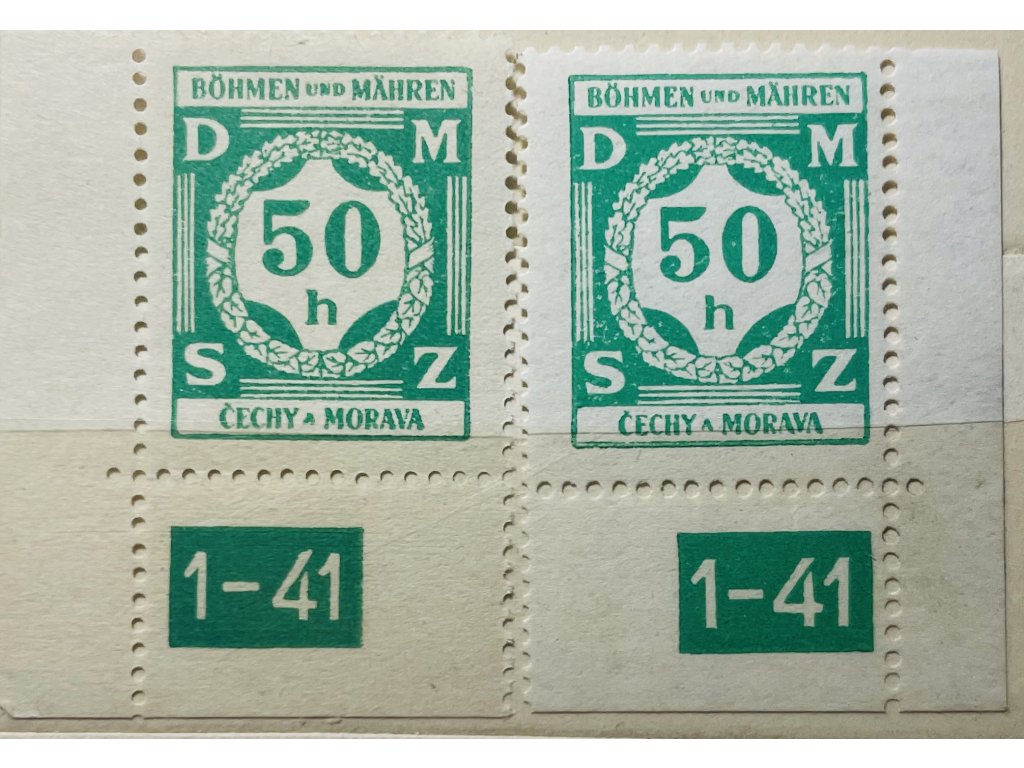 BÖHMEN UND MÄHREN
D M
50
h
S Z
ČECHY A MORAVA
1-41
BÖHMEN UND MÄHREN
D M
50
h
S Z
ČECHY A MORAVA
1-41